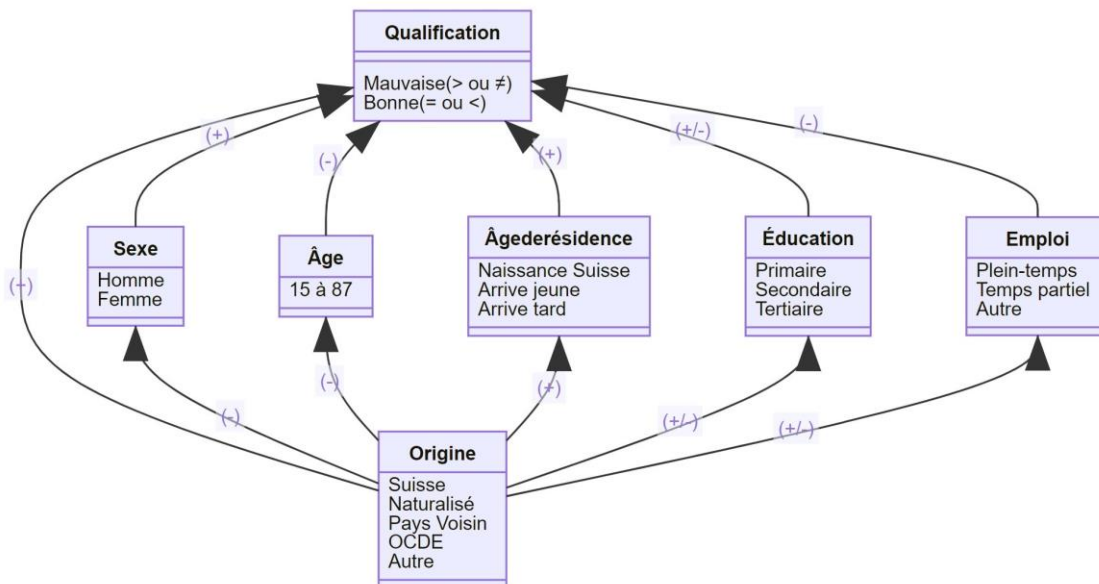 Qualification
Mauvaise(> ou ≠)
Bonne(= ou <)
(+)
(-)
(+)
(+/-)
(-)
Sexe
Homme
Femme
Âge
15 à 87
Âgederésidence
Naissance Suisse
Arrive jeune
Arrive tard
Éducation
Primaire
Secondaire
Tertiaire
Emploi
Plein-temps
Temps partiel
Autre
(-)
(-)
(+)
(+/-)
(+/-)
Origine
Suisse
Naturalisé
Pays Voisin
OCDE
Autre